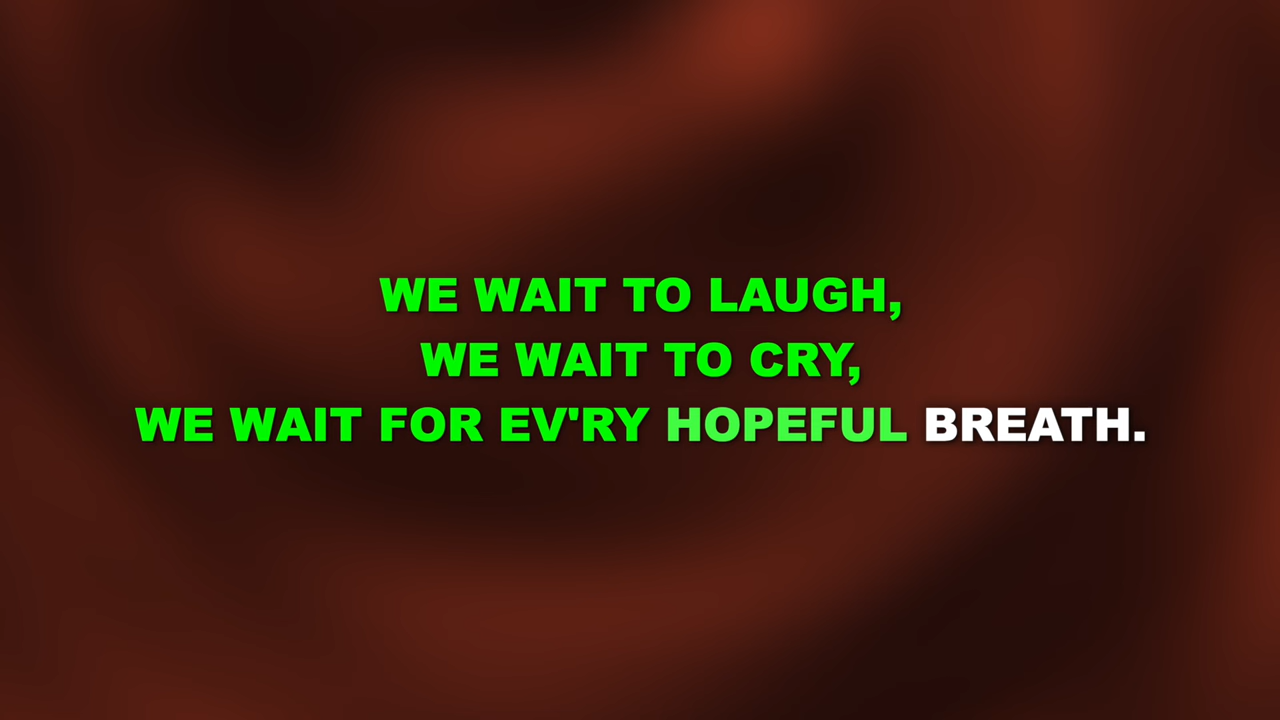 WE WAIT TO LAUGH,
WE WAIT TO CRY,
WE WAIT FOR EV'RY HOPEFUL BREATH.